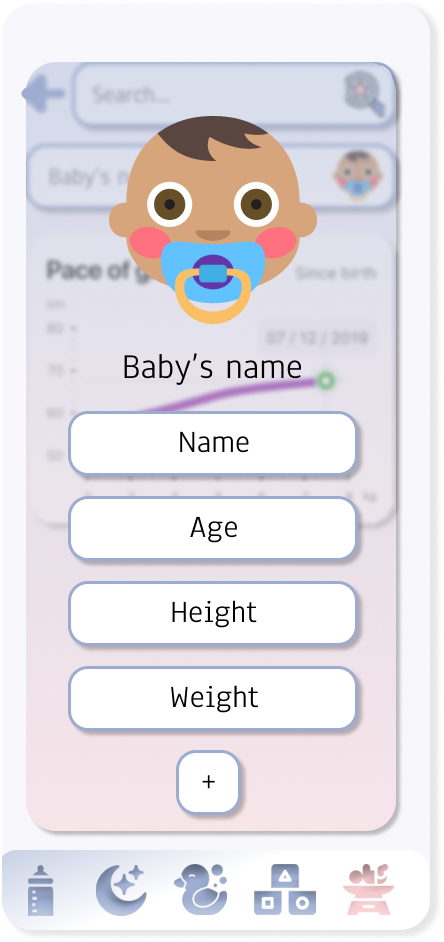 Search...
Baby's n
Pace of g
Since birth
cm
80
07 / 12 / 2019
70
Baby's name
60
Name
50
Age
Height
Weight
+